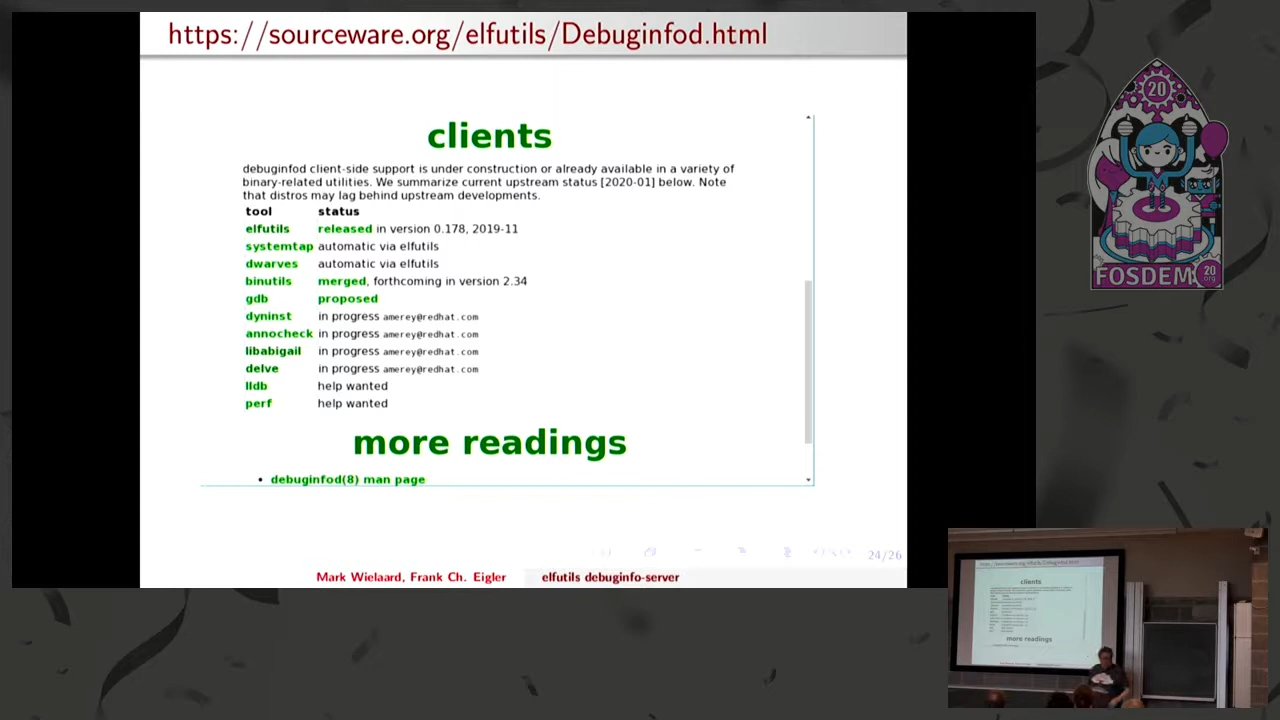 https://sourceware.org/elfutils/Debuginfod.html
clients
debuginfod client-side support is under construction or already available in a variety of
binary-related utilities. We summarize current upstream status [2020-01] below. Note
that distros may lag behind upstream developments.
tool status
elfutils released in version 0.178, 2019-11
systemtap automatic via elfutils
dwarves automatic via elfutils
binutils merged, forthcoming in version 2.34
gdb proposed
dyninst in progress amerey@redhat.com
annocheck in progress amerey@redhat.com
libabigail in progress amerey@redhat.com
delve in progress amerey@redhat.com
lldb help wanted
perf help wanted
more readings
• debuginfod(8) man page
24/26
Mark Wielaard, Frank Ch. Eigler elfutils debuginfo-server
20
FOSDEM 20
.org
clients
more readings